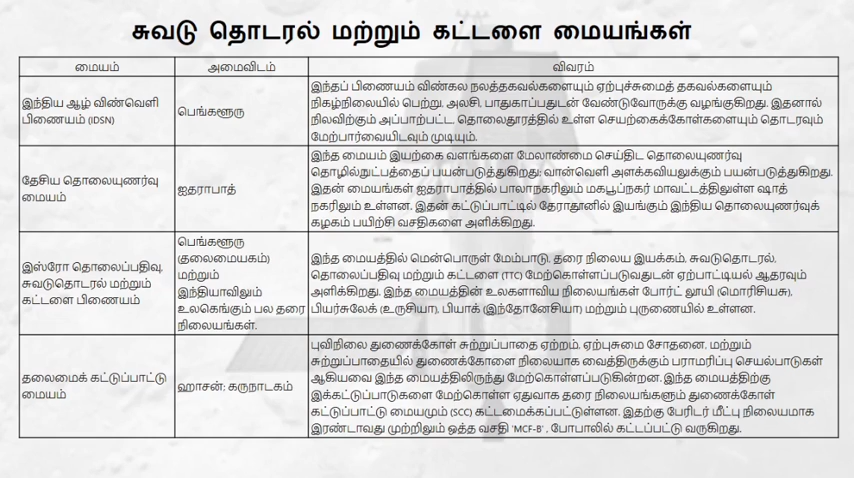 சுவடு தொடரல் மற்றும் கட்டளை மையங்கள்
மையம் அமைவிடம் விவரம்
இந்திய ஆழ் விண்வெளி பிணையம் (IDSN)
பெங்களூரு
இந்தப் பிணையம் விண்கல நலத்தகவல்களையும் ஏற்புச்சுமைத் தகவல்களையும்
நிகழ்நிலையில் பெற்று, அலசி, பாதுகாப்பதுடன் வேண்டுவோருக்கு வழங்குகிறது. இதனால்
நிலவிற்கும் அப்பாற்பட்ட, தொலைதூரத்தில் உள்ள செயற்கைக்கோள்களையும் தொடரவும்
மேற்பார்வையிடவும் முடியும்.
தேசிய தொலையுணர்வு
மையம்
ஐதராபாத்
இந்த மையம் இயற்கை வளங்களை மேலாண்மை செய்திட தொலையுணர்வு
தொழில்நுட்பத்தைப் பயன்படுத்துகிறது; வான்வெளி அளக்கவியலுக்கும் பயன்படுத்துகிறது.
இதன் மையங்கள் ஐதராபாத்தில் பாலாநகரிலும் மகபூப்நகர் மாவட்டத்திலுள்ள ஷாத்
நகரிலும் உள்ளன. இதன் கட்டுப்பாட்டில் தேராதூனில் இயங்கும் இந்திய தொலையுணர்வுக்
கழகம் பயிற்சி வசதிகளை அளிக்கிறது.
இஸ்ரோ தொலைப்பதிவு,
சுவடுதொடரல் மற்றும்
கட்டளை பிணையம்
பெங்களூரு
(தலைமையகம்)
மற்றும்
இந்தியாவிலும்
உலகெங்கும் பல தரை
நிலையங்கள்.
இந்த மையத்தில் மென்பொருள் மேம்பாடு, தரை நிலைய இயக்கம், சுவடுதொடரல்,
தொலைப்பதிவு மற்றும் கட்டளை (TTC) மேற்கொள்ளப்படுவதுடன் ஏற்பாட்டியல் ஆதரவும்
அளிக்கிறது. இந்த மையத்தின் உலகளாவிய நிலையங்கள் போர்ட் லூயி (மொரிசியசு),
பியர்சுலேக் (உருசியா), பியாக் (இந்தோனேசியா) மற்றும் புருணையில் உள்ளன.
தலைமைக் கட்டுப்பாட்டு
மையம்
ஹாசன்; கருநாடகம்
புவிநிலை துணைக்கோள் சுற்றுப்பாதை ஏற்றம், ஏற்புசுமை சோதனை, மற்றும்
சுற்றுப்பாதையில் துணைக்கோளை நிலையாக வைத்திருக்கும் பராமரிப்பு செயல்பாடுகள்
ஆகியவை இந்த மையத்திலிருந்து மேற்கொள்ளப்படுகின்றன.இந்த மையத்திற்கு
இக்கட்டுப்பாடுகளை மேற்கொள்ள ஏதுவாக தரை நிலையங்களும் துணைக்கோள்
கட்டுப்பாட்டு மையமும் (SCC) கட்டமைக்கப்பட்டுள்ளன. இதற்கு பேரிடர் மீட்பு நிலையமாக
இரண்டாவது முற்றிலும் ஒத்த வசதி 'MCF-B' , போபாலில் கட்டப்பட்டு வருகிறது.